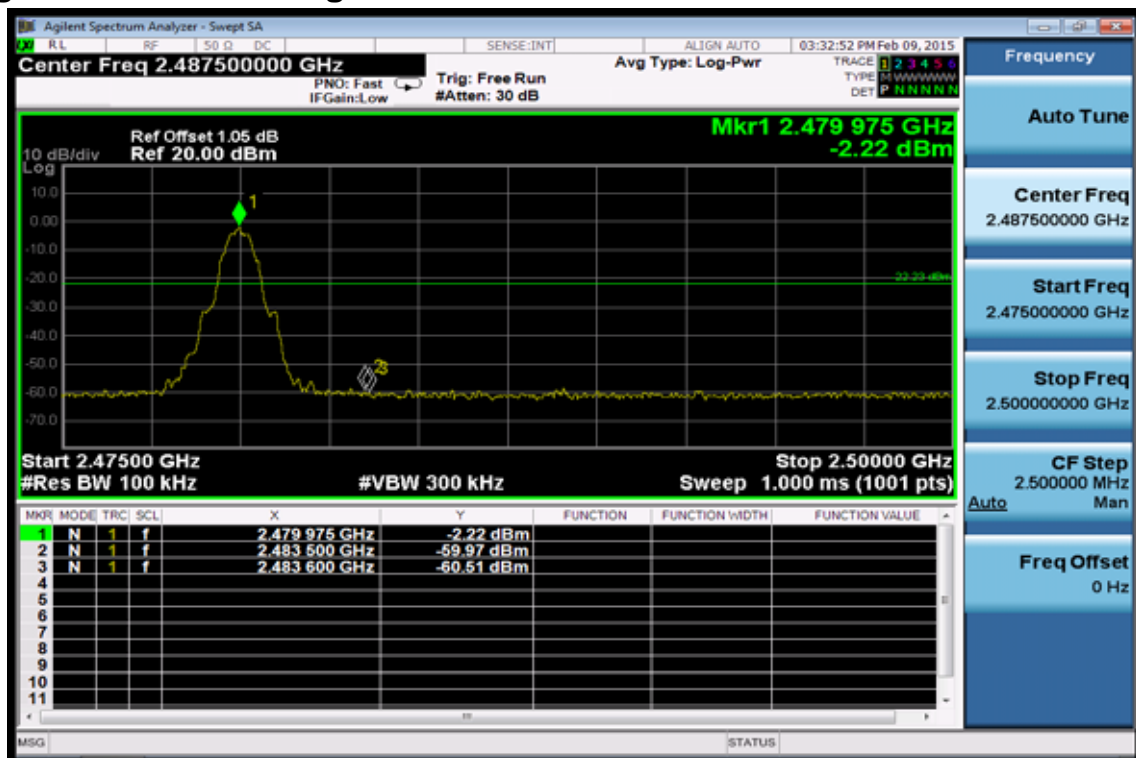 Agilent Spectrum Analyzer - Swept SA
RL RF 50 Ω DC SENSE:INT ALIGN AUTO 03:32:52 PM Feb 09, 2015
Center Freq 2.487500000 GHz
PNO: Fast
IFGain:Low
Trig: Free Run
#Atten: 30 dB
Avg Type: Log-Pwr
TRACE 1 2 3 4 5 6
TYPE M WWWWW
DET P N N N N N
Ref Offset 1.05 dB
Ref 20.00 dBm
10 dB/div
Log
Mkr1 2.479 975 GHz
-2.22 dBm
10.0
0.00
-10.0
-20.0
-30.0
-40.0
-50.0
-60.0
-70.0
1
3
-22.23 dBm
Start 2.47500 GHz
Stop 2.50000 GHz
#Res BW 100 kHz
#VBW 300 kHz
Sweep 1.000 ms (1001 pts)
MKR MODE TRC SCL X Y FUNCTION FUNCTION WIDTH FUNCTION VALUE
1 N 1 f 2.479 975 GHz -2.22 dBm
2 N 1 f 2.483 500 GHz -59.97 dBm
3 N 1 f 2.483 600 GHz -60.51 dBm
4
5
6
7
8
9
10
11
MSG
STATUS
Frequency
Auto Tune
Center Freq
2.487500000 GHz
Start Freq
2.475000000 GHz
Stop Freq
2.500000000 GHz
CF Step
2.500000 MHz
Auto Man
Freq Offset
0 Hz